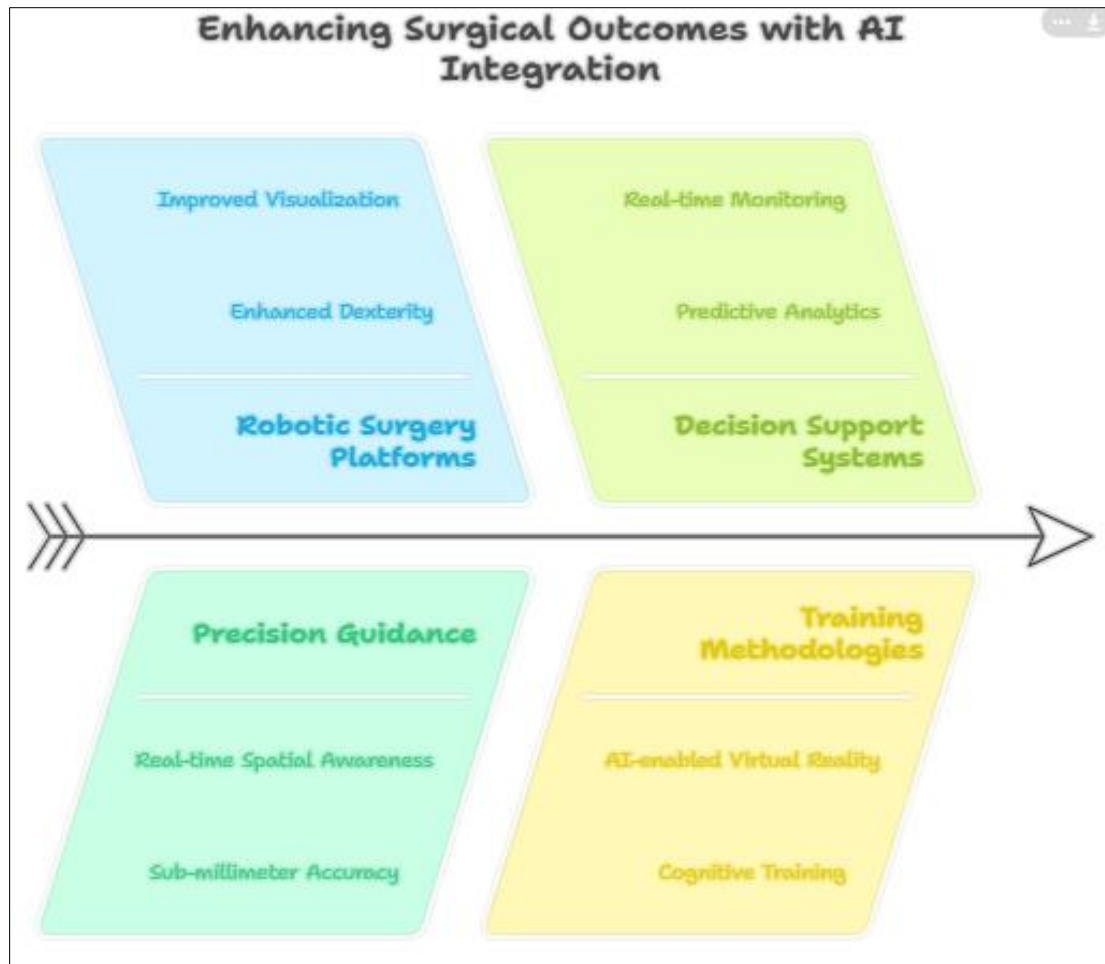 Enhancing Surgical Outcomes with AI
Integration
Improved Visualization
Enhanced Dexterity
Robotic Surgery
Platforms
Real-time Monitoring
Predictive Analytics
Decision Support
Systems
Precision Guidance
Real-time Spatial Awareness
Sub-millimeter Accuracy
Training
Methodologies
AI-enabled Virtual Reality
Cognitive Training